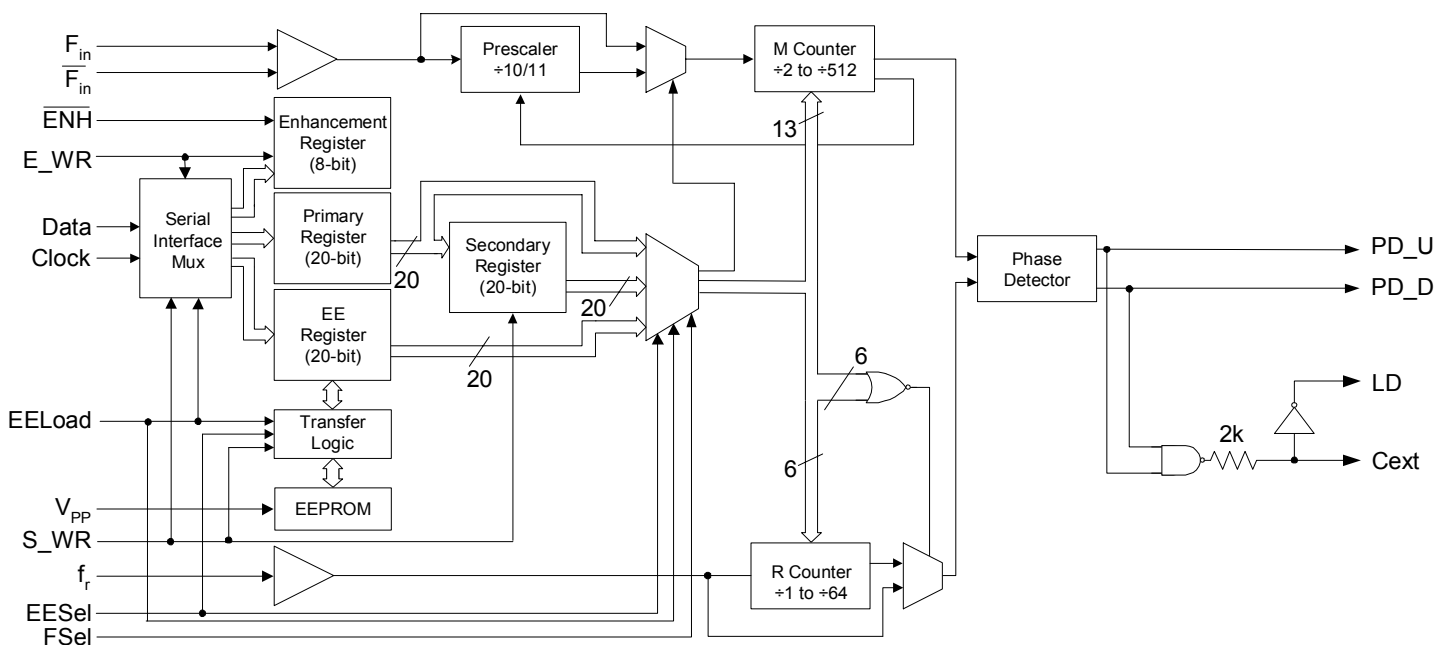 F_in
F̅_in
E̅N̅H̅
E_WR
Data
Clock
EELoad
V_PP
S_WR
f_r
EESel
FSel
Prescaler
÷10/11
M Counter
÷2 to ÷512
13
Enhancement
Register
(8-bit)
Serial
Interface
Mux
Primary
Register
(20-bit)
20
Secondary
Register
(20-bit)
20
EE
Register
(20-bit)
20
Transfer
Logic
EEPROM
6
6
R Counter
÷1 to ÷64
Phase
Detector
PD_U
PD_D
LD
2k
Cext